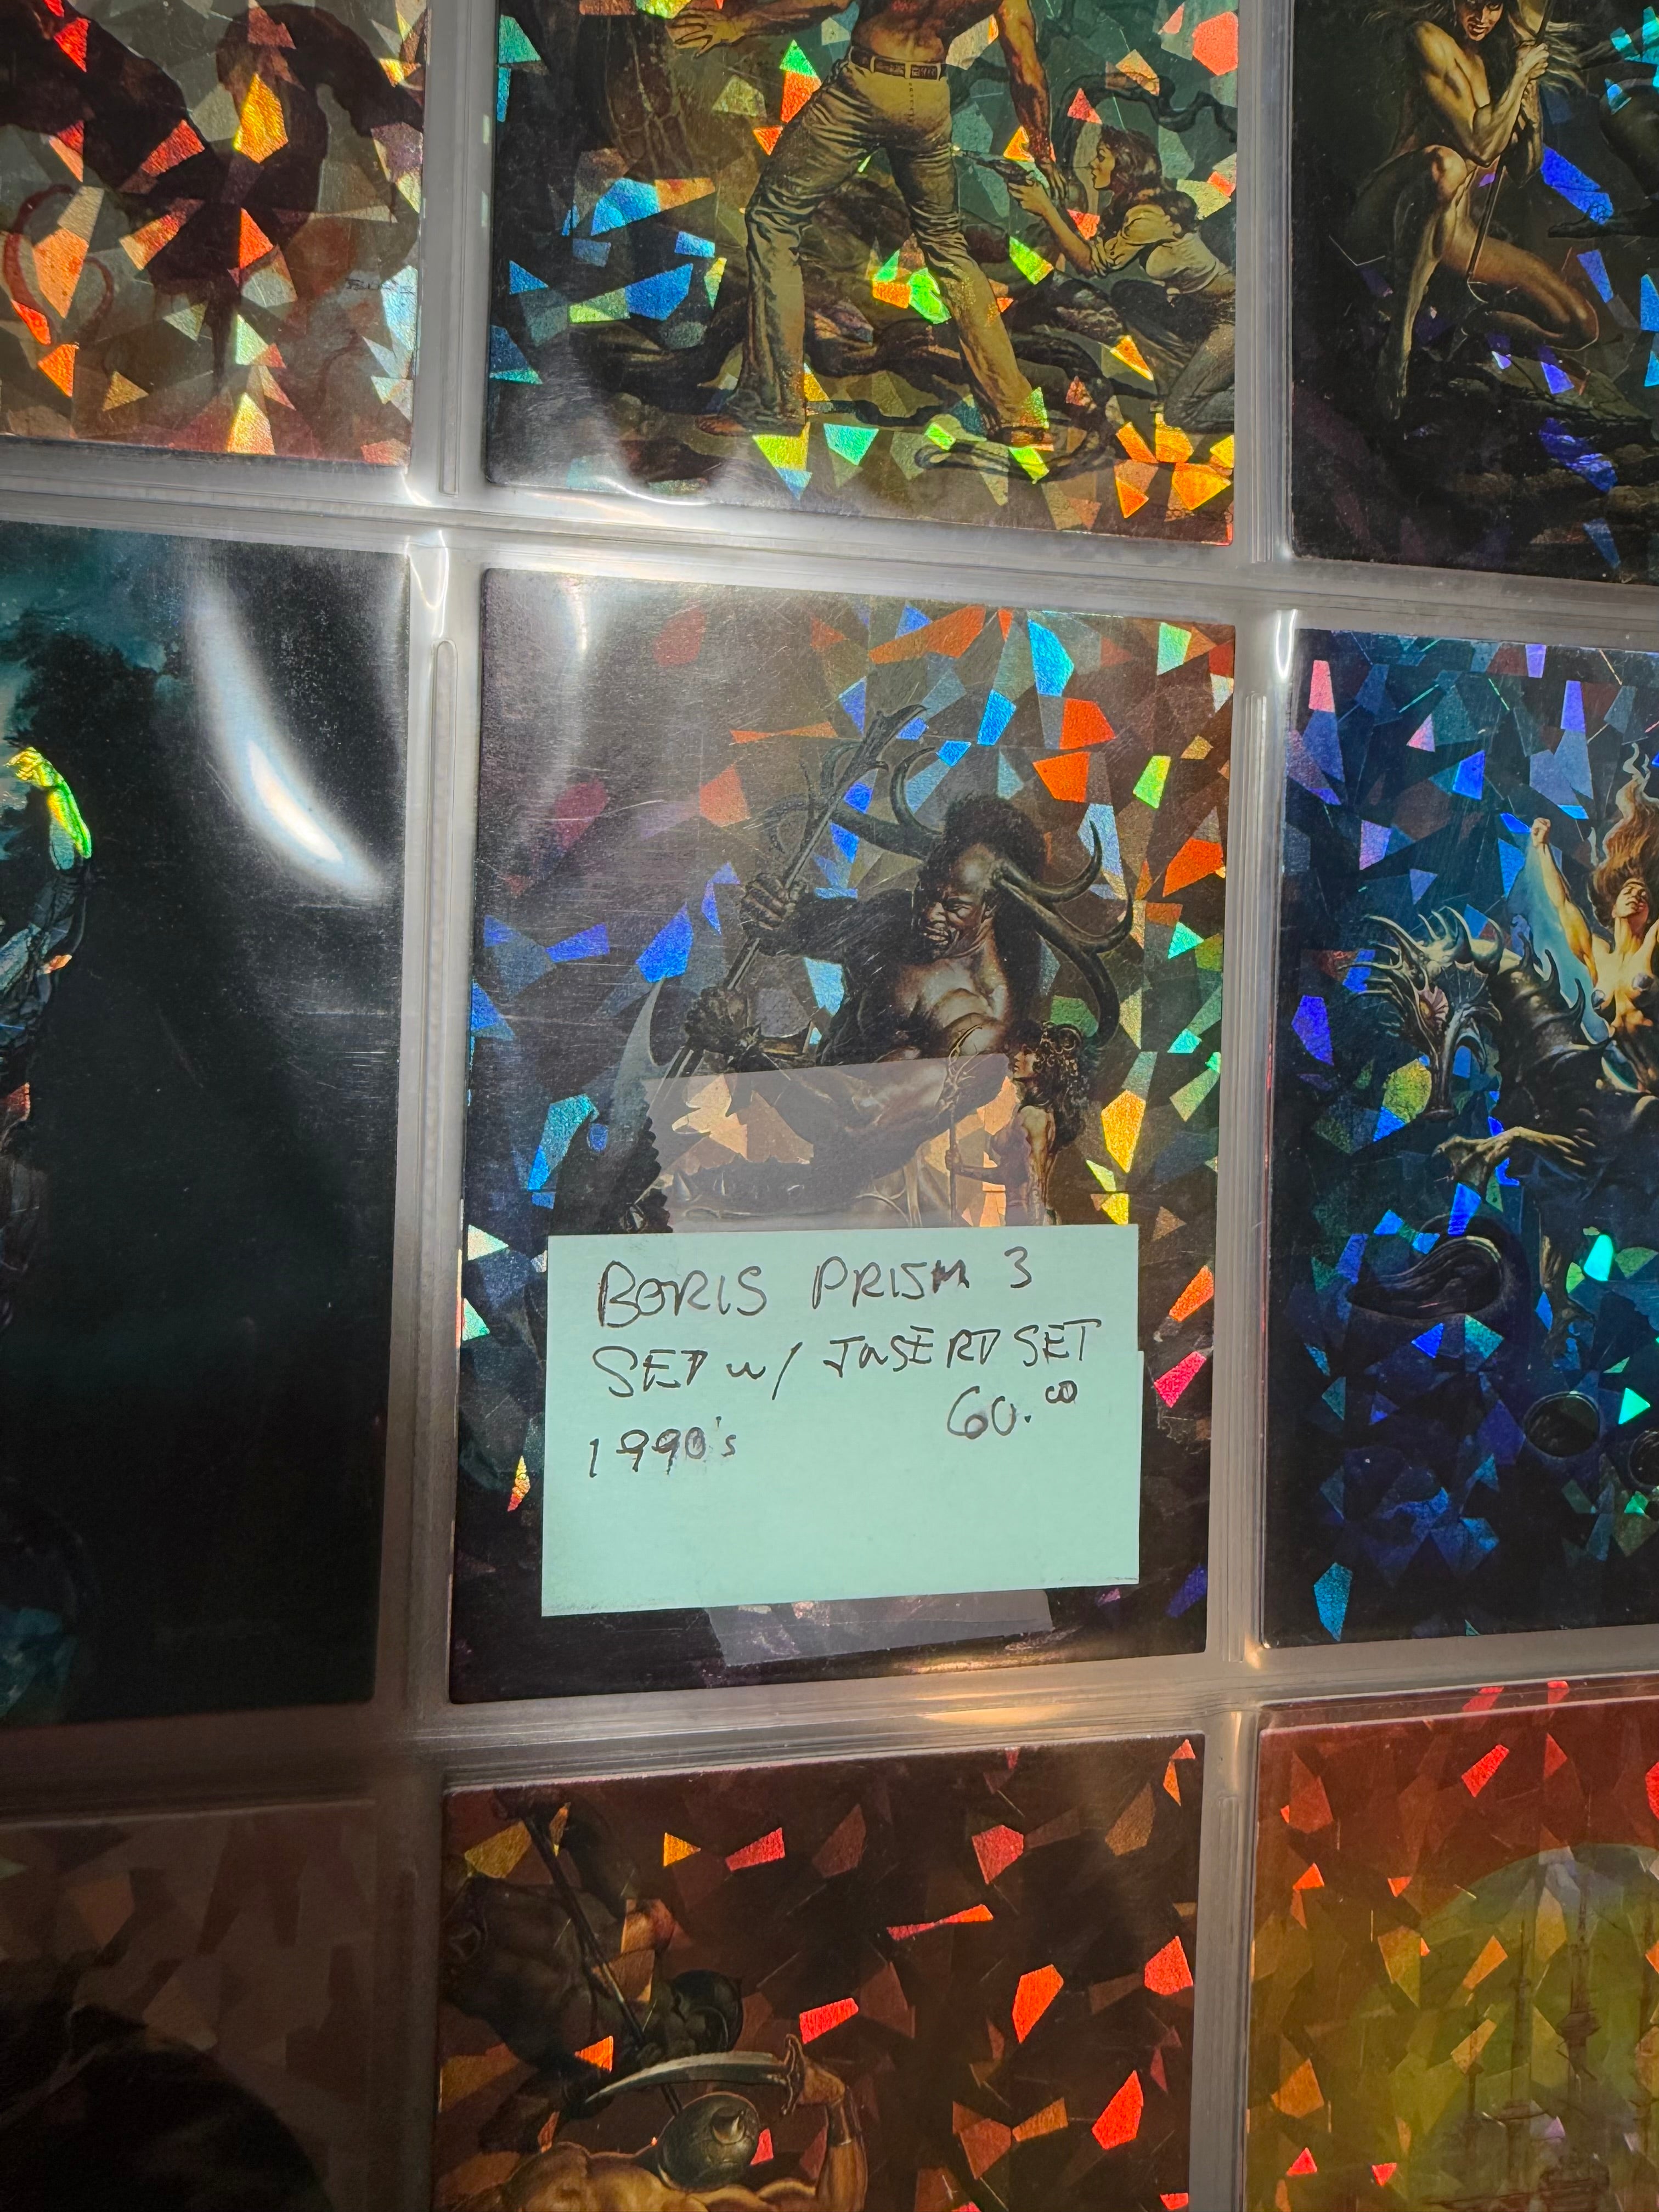 BORIS PRISM 3
SET w/ INSERT SET
60.00
1990's